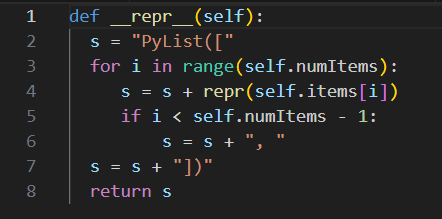 1 def __repr__(self):
2   s = "PyList(["
3   for i in range(self.numItems):
4     s = s + repr(self.items[i])
5     if i < self.numItems - 1:
6         s = s + ", "
7   s = s + "])"
8   return s